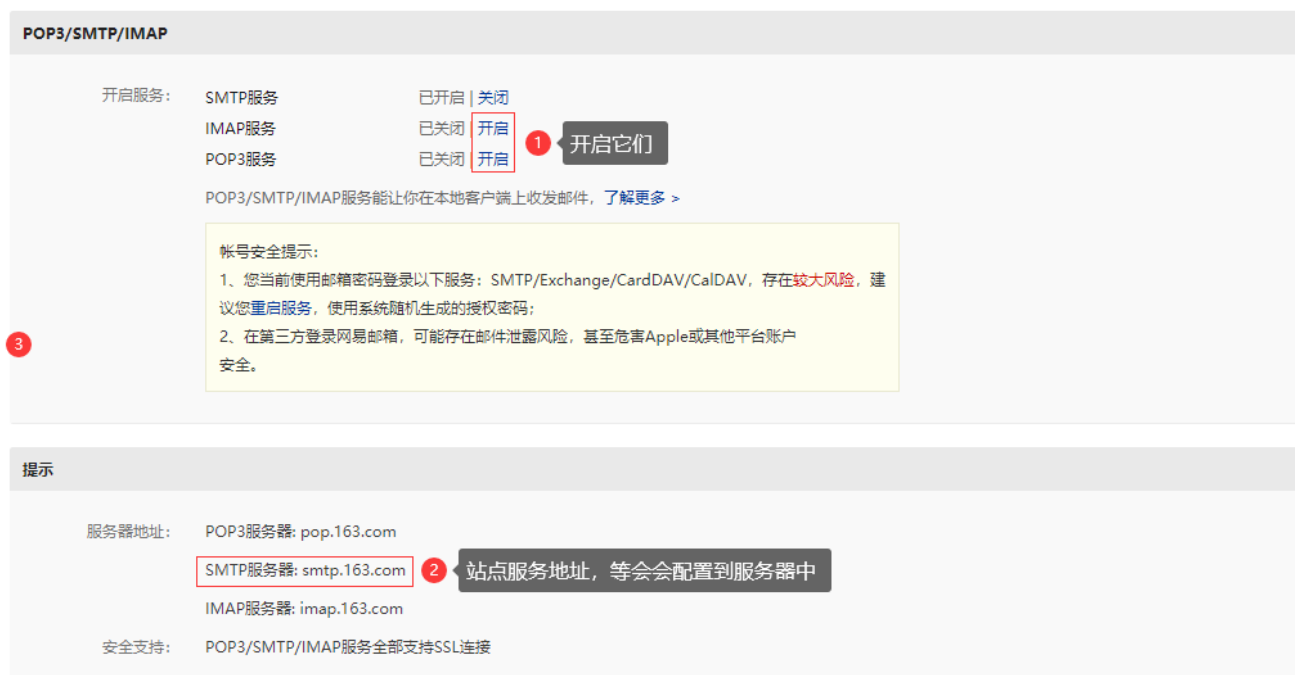 POP3/SMTP/IMAP
开启服务： SMTP服务 已开启 | 关闭
IMAP服务 已关闭 | 开启 1 开启它们
POP3服务 已关闭 | 开启
POP3/SMTP/IMAP服务能让你在本地客户端上收发邮件，了解更多 >
帐号安全提示：
1、您当前使用邮箱密码登录以下服务：SMTP/Exchange/CardDAV/CalDAV，存在较大风险，建
议您重启服务，使用系统随机生成的授权密码；
2、在第三方登录网易邮箱，可能存在邮件泄露风险，甚至危害Apple或其他平台账户
3
安全。
提示
服务器地址： POP3服务器: pop.163.com
SMTP服务器: smtp.163.com 2 站点服务地址，等会会配置到服务器中
IMAP服务器: imap.163.com
安全支持： POP3/SMTP/IMAP服务全部支持SSL连接